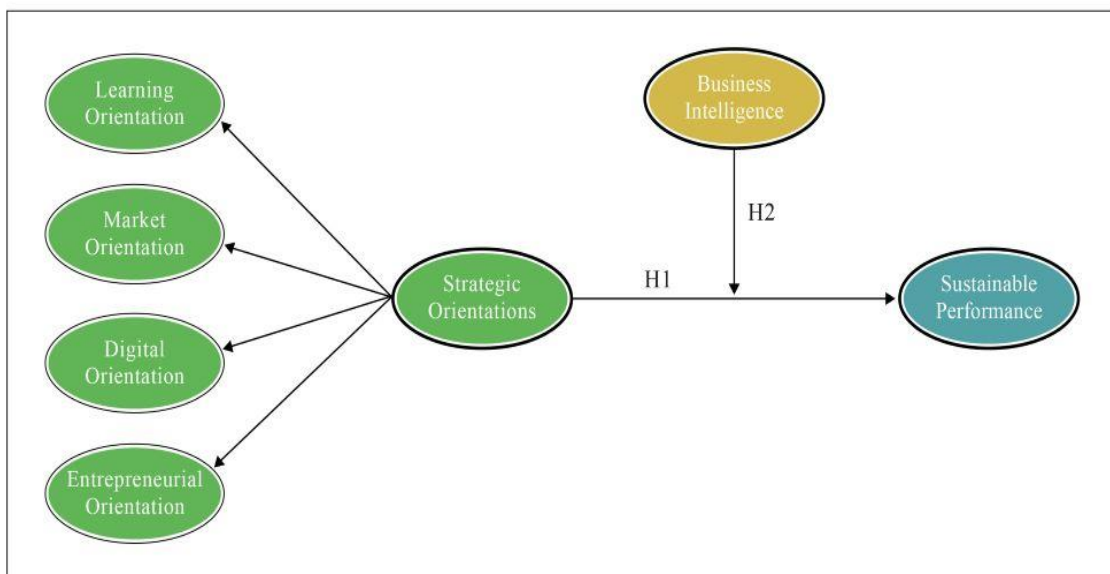 Learning
Orientation
Market
Orientation
Digital
Orientation
Entrepreneurial
Orientation
Strategic
Orientations
H1
Business
Intelligence
H2
Sustainable
Performance